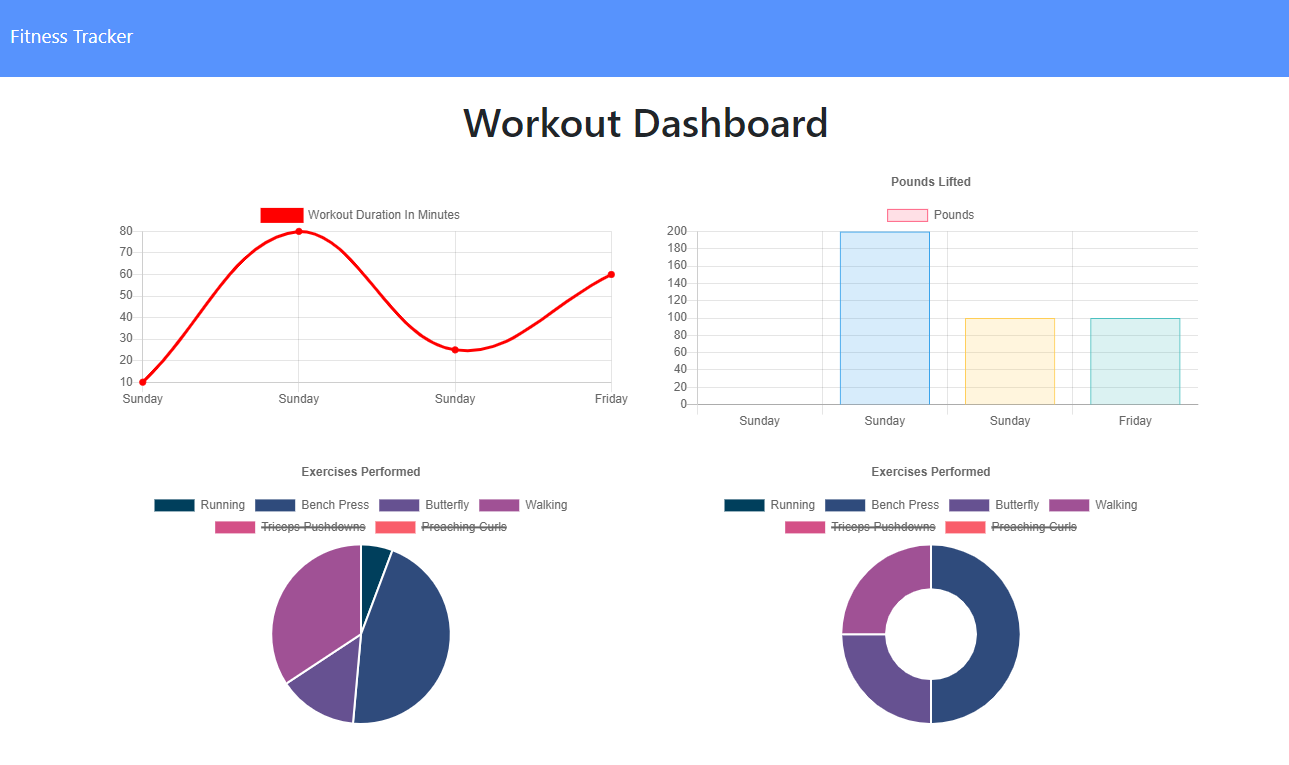 Fitness Tracker
Workout Dashboard
Workout Duration In Minutes
80
70
60
50
40
30
20
10
Sunday Sunday Sunday Friday
Pounds Lifted
Pounds
200
180
160
140
120
100
80
60
40
20
0
Sunday Sunday Sunday Friday
Exercises Performed
Running Bench Press Butterfly Walking
Triceps Pushdowns Preaching Curls
Exercises Performed
Running Bench Press Butterfly Walking
Triceps Pushdowns Preaching Curls